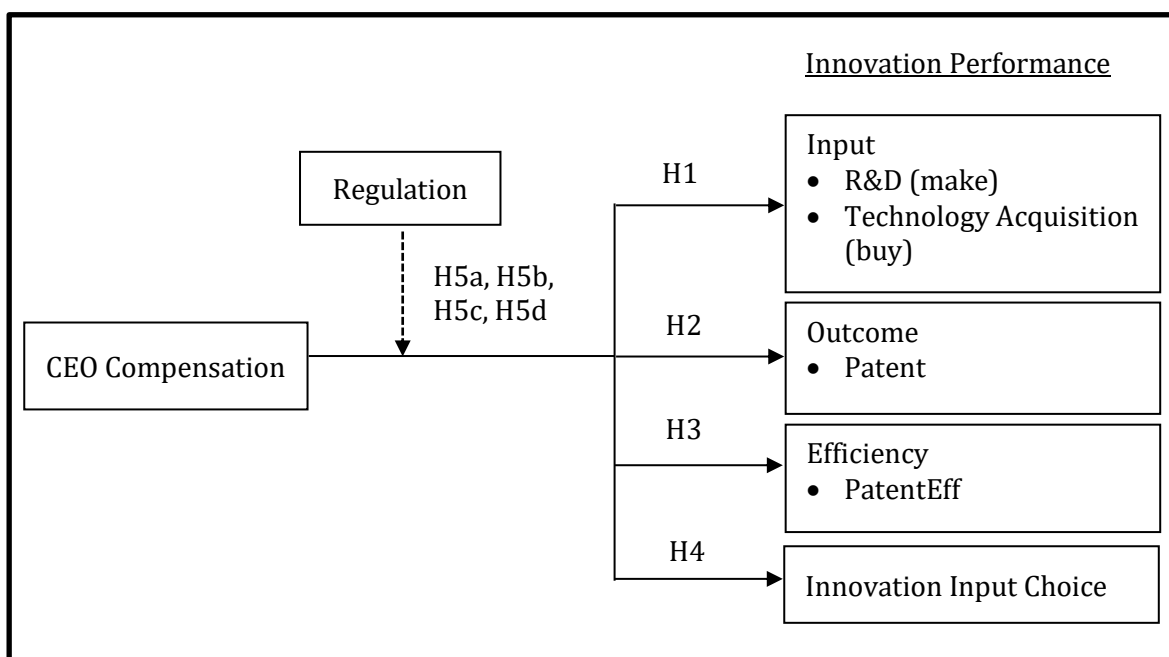 Innovation Performance
Regulation
H5a, H5b,
H5c, H5d
CEO Compensation
H1
Input
• R&D (make)
• Technology Acquisition
(buy)
H2
Outcome
• Patent
H3
Efficiency
• PatentEff
H4
Innovation Input Choice